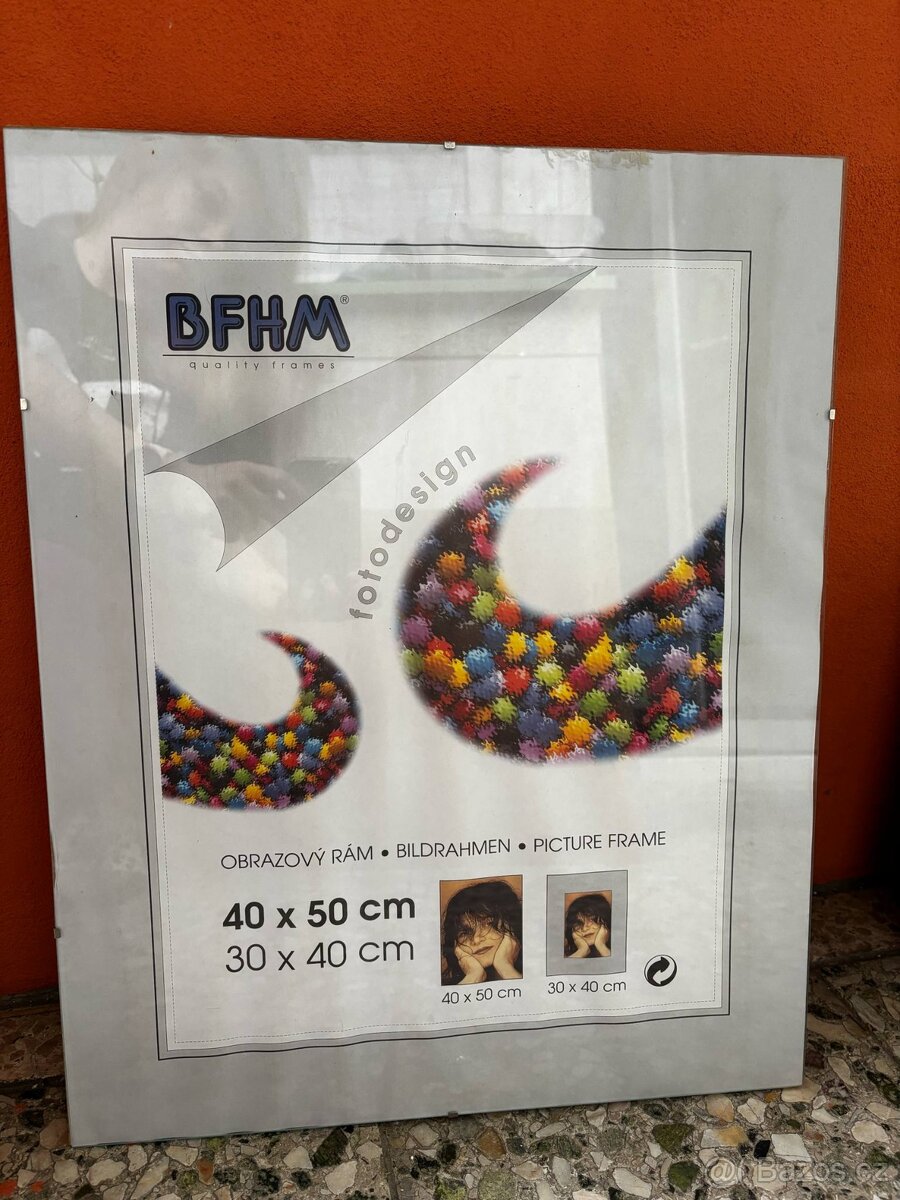 BFHM®
quality frames
fotodesign
OBRAZOVÝ RÁM • BILDRAHMEN • PICTURE FRAME
40 x 50 cm
30 x 40 cm
40 x 50 cm
30 x 40 cm
Bazos.cz